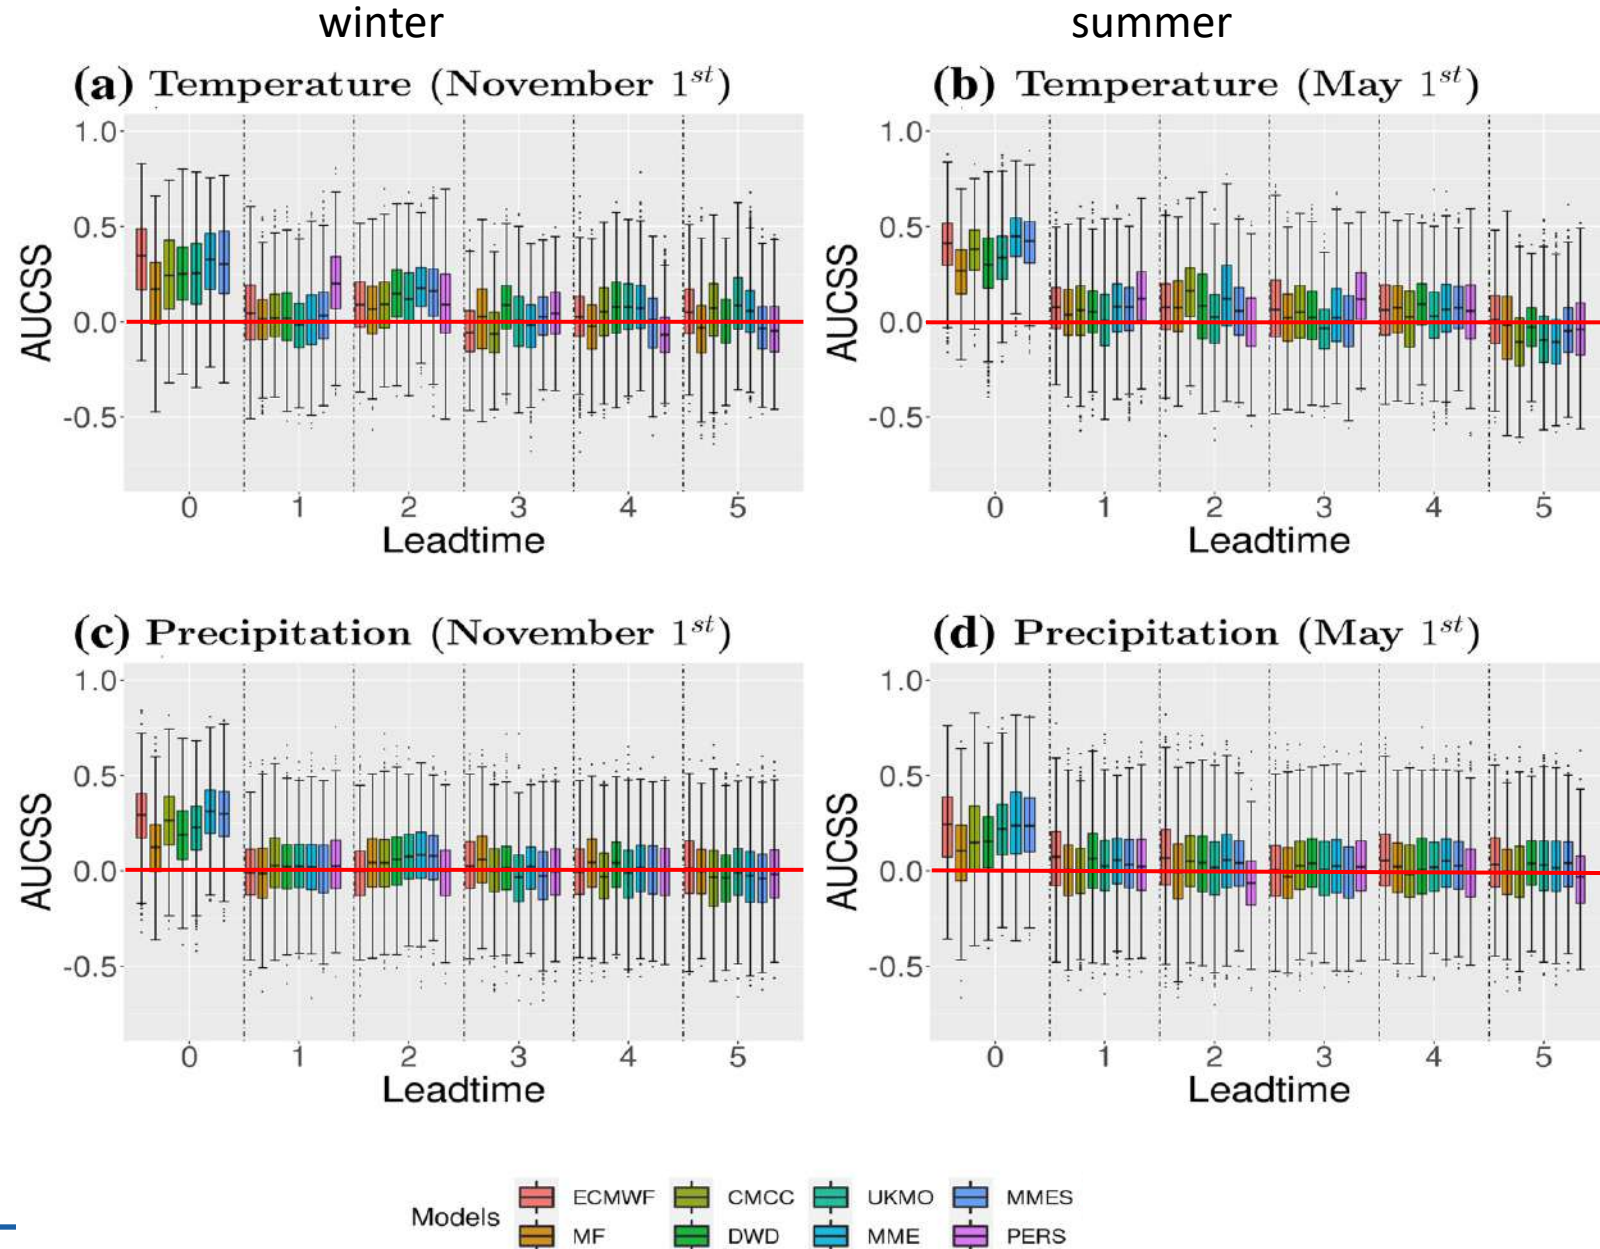 winter summer
(a) Temperature (November 1st) (b) Temperature (May 1st)
1.0 1.0
0.5 0.5
0.0 0.0
-0.5 -0.5
AUCSS AUCSS
0 1 2 3 4 5 0 1 2 3 4 5
Leadtime Leadtime
(c) Precipitation (November 1st) (d) Precipitation (May 1st)
1.0 1.0
0.5 0.5
0.0 0.0
-0.5 -0.5
AUCSS AUCSS
0 1 2 3 4 5 0 1 2 3 4 5
Leadtime Leadtime
Models
ECMWF CMCC UKMO MMES
MF DWD MME PERS